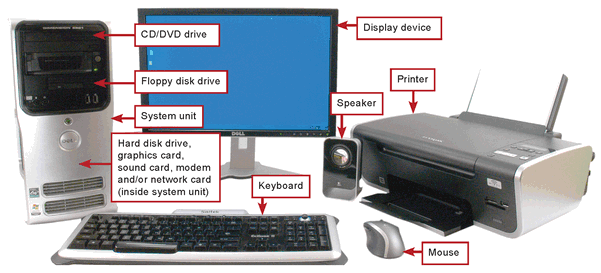 CD/DVD drive
Floppy disk drive
System unit
Hard disk drive,
graphics card,
sound card, modem
and/or network card
(inside system unit)
Display device
Speaker
Printer
Keyboard
Mouse
DELL
DELL